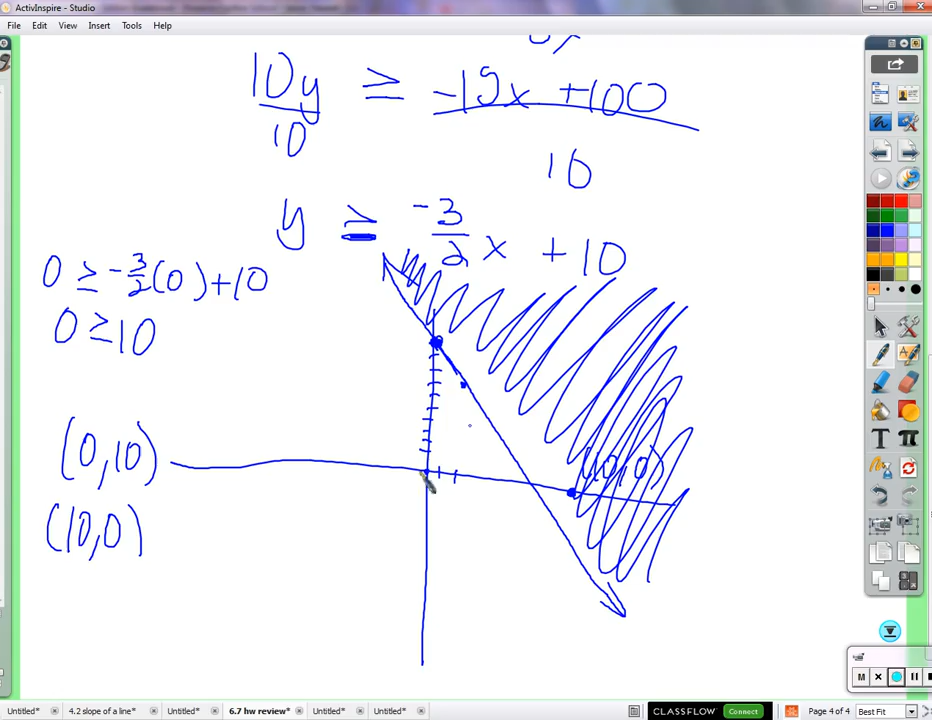 ActivInspire - Studio
File Edit View Insert Tools Help
10y ≥ -15x +100
10 10
y ≥ -3/2 x + 10
0 ≥ -3/2(0)+10
0 ≥ 10
(0,10)
(10,0)
(10,0)
M
Untitled* 4.2 slope of a line* Untitled* 6.7 hw review* Untitled* Untitled* CLASSFLOW Connect Page 4 of 4 Best Fit